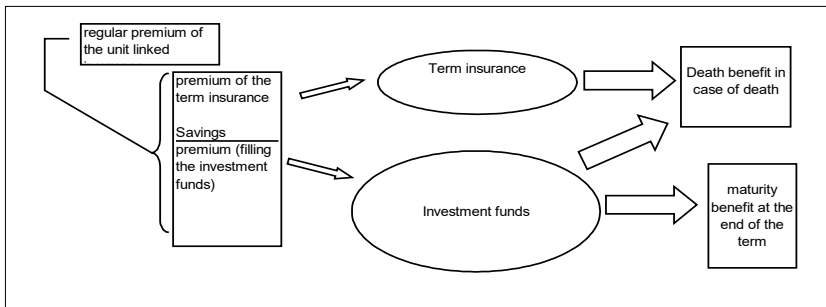 regular premium of
the unit linked
premium of the
term insurance
Savings
premium (filling
the investment
funds)
Term insurance
Investment funds
Death benefit in
case of death
maturity
benefit at the
end of the
term